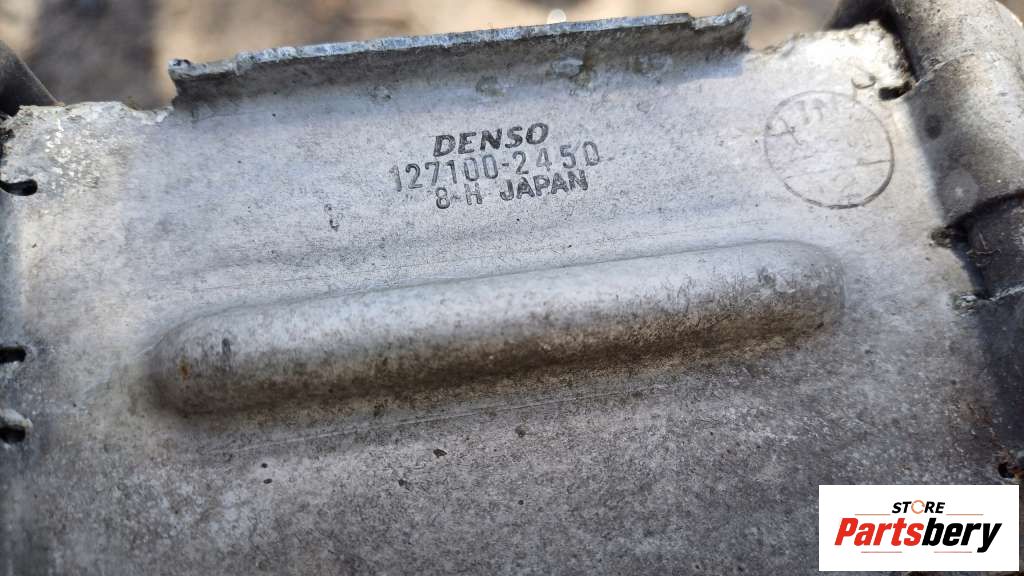 DENSO
127100-2450
8-H JAPAN
STORE
Partsbery